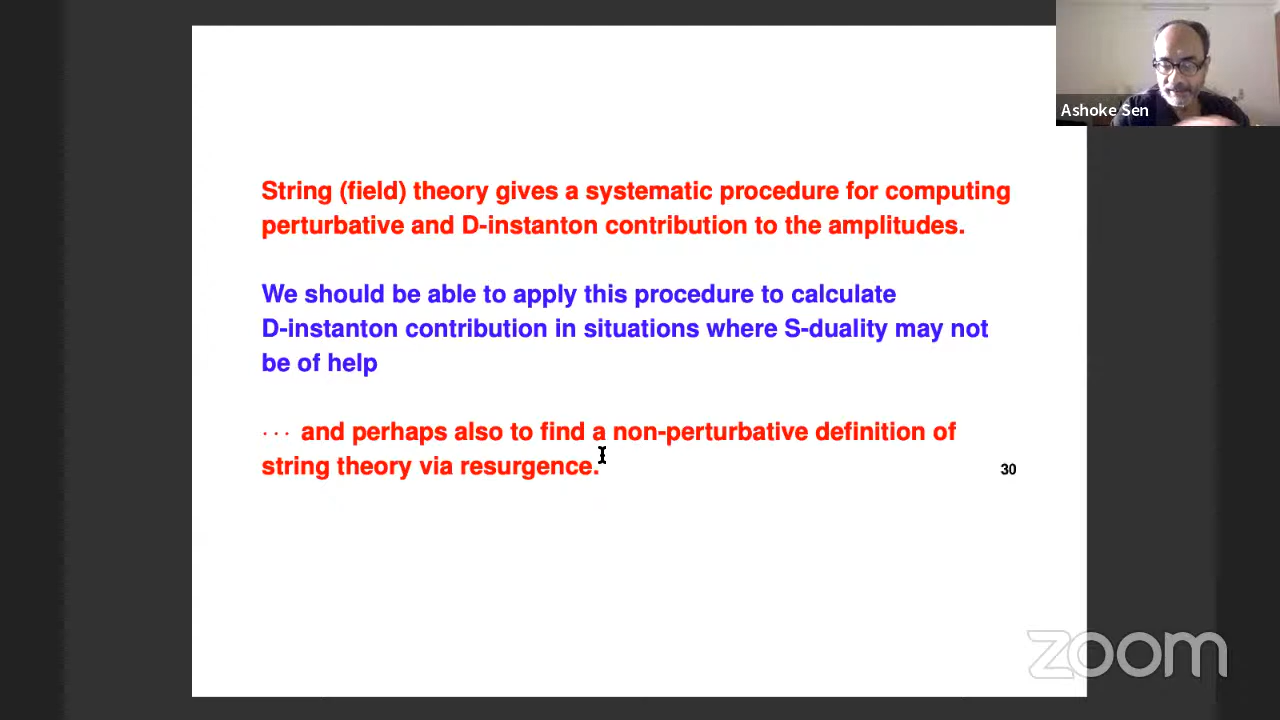 Ashoke Sen
String (field) theory gives a systematic procedure for computing
perturbative and D-instanton contribution to the amplitudes.
We should be able to apply this procedure to calculate
D-instanton contribution in situations where S-duality may not
be of help
··· and perhaps also to find a non-perturbative definition of
string theory via resurgence.
30
zoom